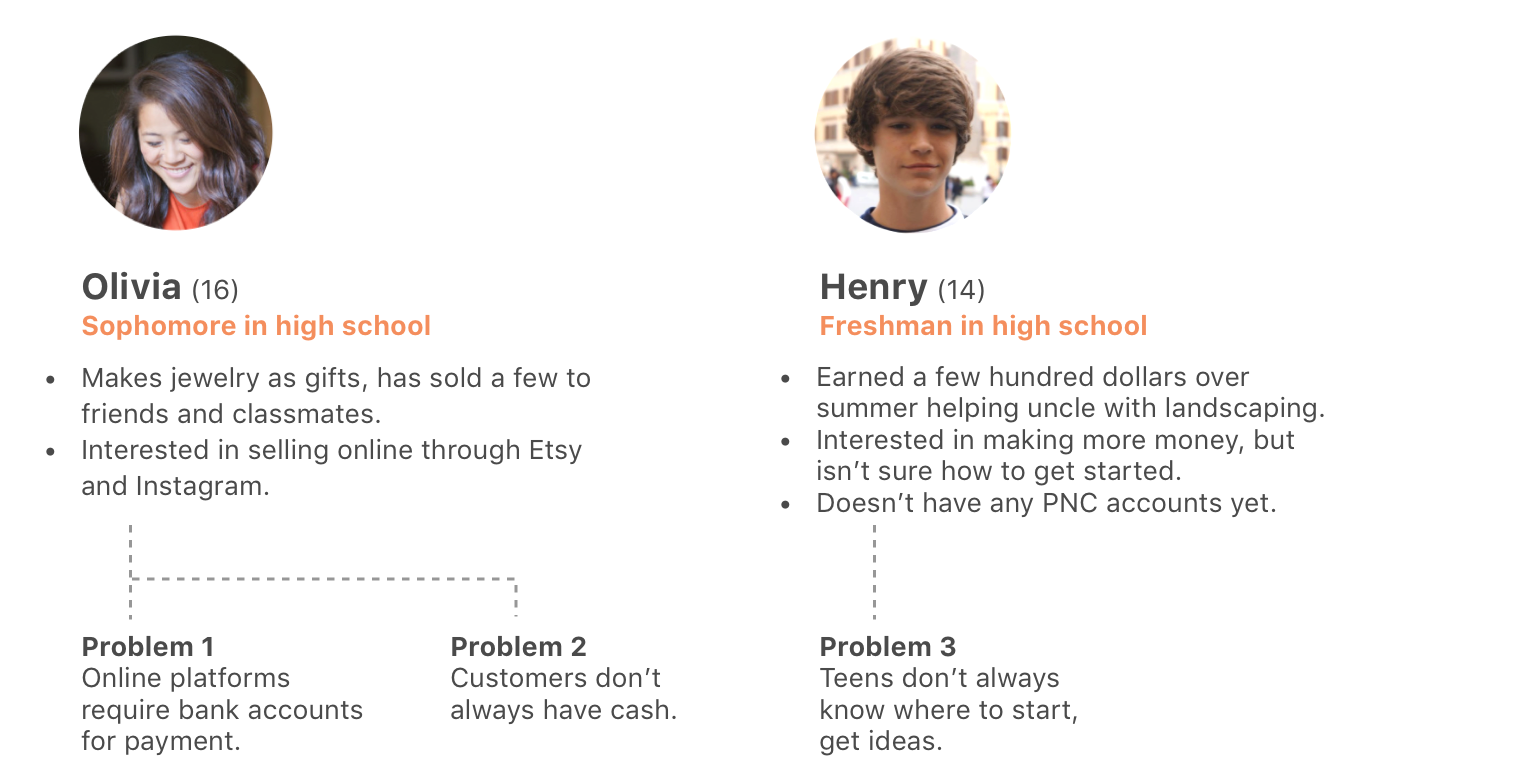 Olivia (16)
Sophomore in high school
• Makes jewelry as gifts, has sold a few to
friends and classmates.
• Interested in selling online through Etsy
and Instagram.
Problem 1
Online platforms
require bank accounts
for payment.
Problem 2
Customers don’t
always have cash.
Henry (14)
Freshman in high school
• Earned a few hundred dollars over
summer helping uncle with landscaping.
• Interested in making more money, but
isn’t sure how to get started.
• Doesn’t have any PNC accounts yet.
Problem 3
Teens don’t always
know where to start,
get ideas.